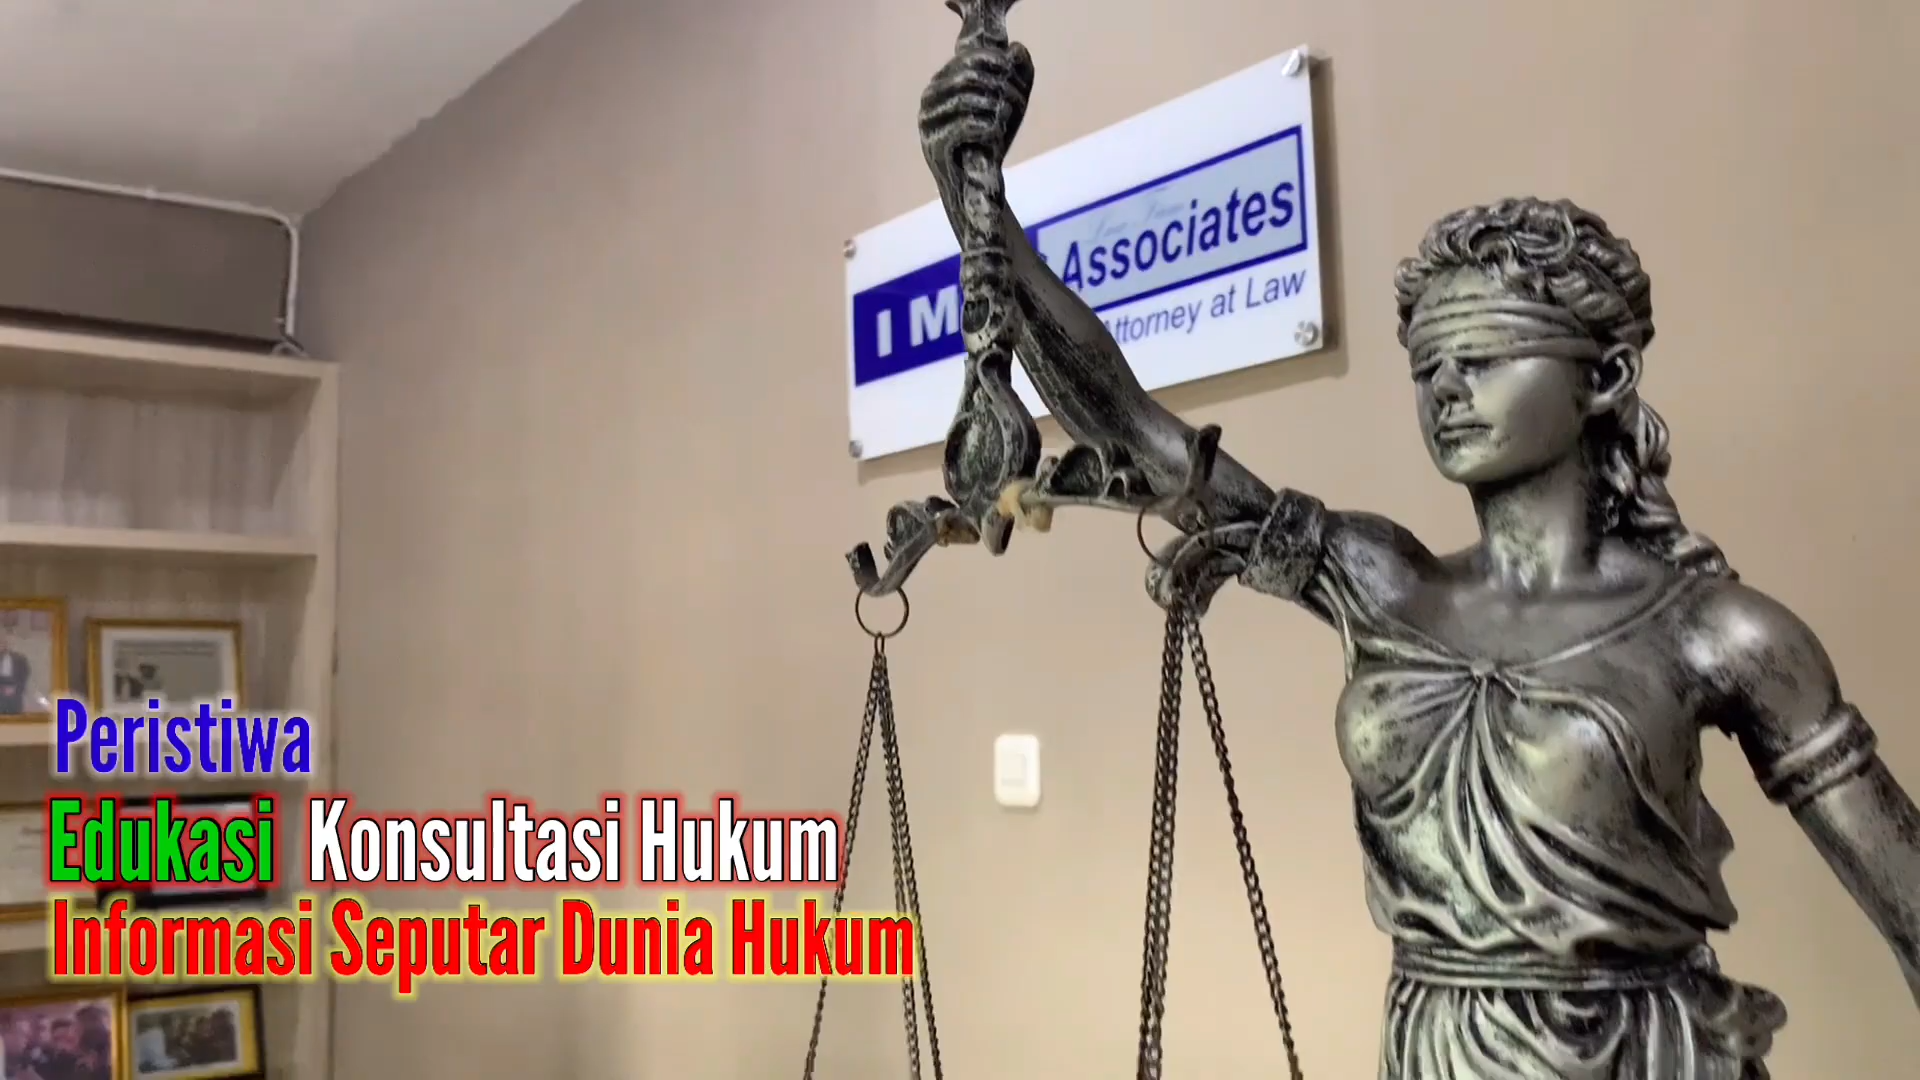 I M
Associates
Attorney at Law
Peristiwa
Edukasi Konsultasi Hukum
Informasi Seputar Dunia Hukum